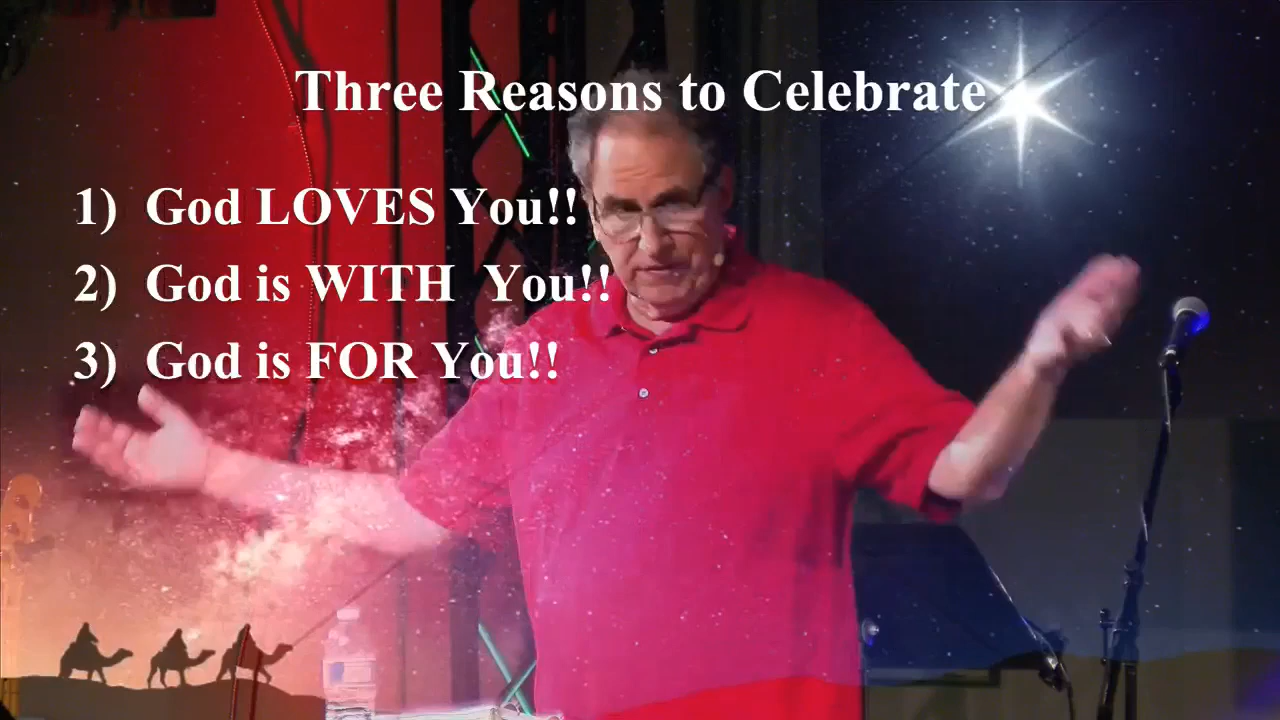 Three Reasons to Celebrate
1) God LOVES You!!
2) God is WITH You!!
3) God is FOR You!!